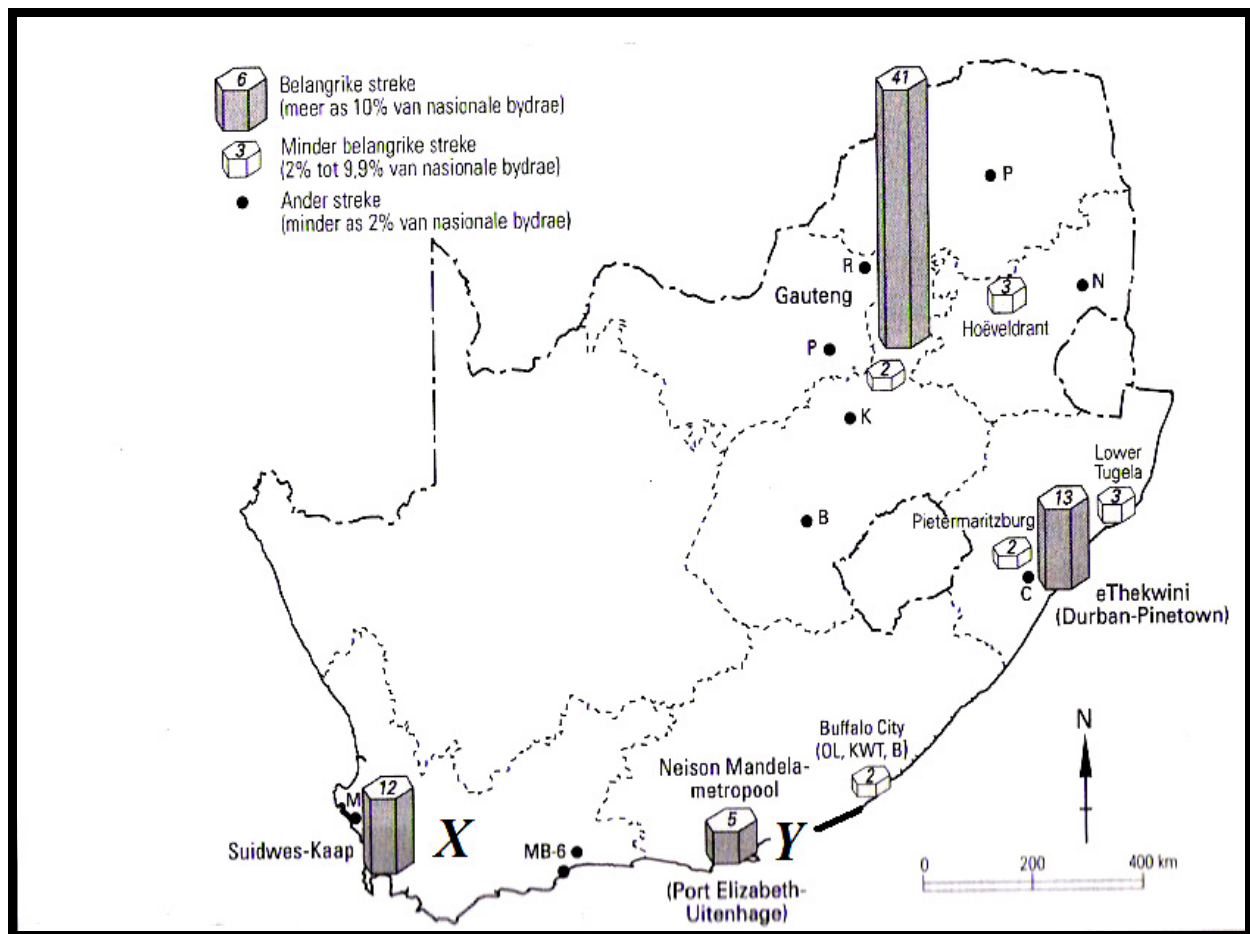 6
Belangrike streke
(meer as 10% van nasionale bydrae)
3
Minder belangrike streke
(2% tot 9,9% van nasionale bydrae)
Ander streke
(minder as 2% van nasionale bydrae)
41
P
R
Gauteng
3
N
Hoëveldrant
P
2
K
Lower
Tugela
3
13
B
Pietermaritzburg
2
C
eThekwini
(Durban-Pinetown)
N
Buffalo City
(OL, KWT, B)
2
Neison Mandela-
metropool
12
M
X
5
Y
Suidwes-Kaap
MB-6
(Port Elizabeth-
Uitenhage)
0 200 400 km